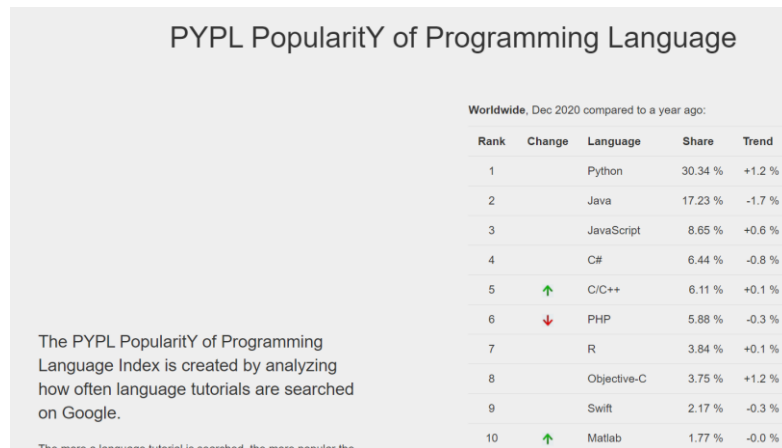 PYPL PopularitY of Programming Language
Worldwide, Dec 2020 compared to a year ago:
Rank Change Language Share Trend
1 Python 30.34 % +1.2 %
2 Java 17.23 % -1.7 %
3 JavaScript 8.65 % +0.6 %
4 C# 6.44 % -0.8 %
5 C/C++ 6.11 % +0.1 %
6 PHP 5.88 % -0.3 %
7 R 3.84 % +0.1 %
8 Objective-C 3.75 % +1.2 %
9 Swift 2.17 % -0.3 %
10 Matlab 1.77 % -0.0 %
The PYPL PopularitY of Programming
Language Index is created by analyzing
how often language tutorials are searched
on Google.
The more a language tutorial is searched, the more popular the